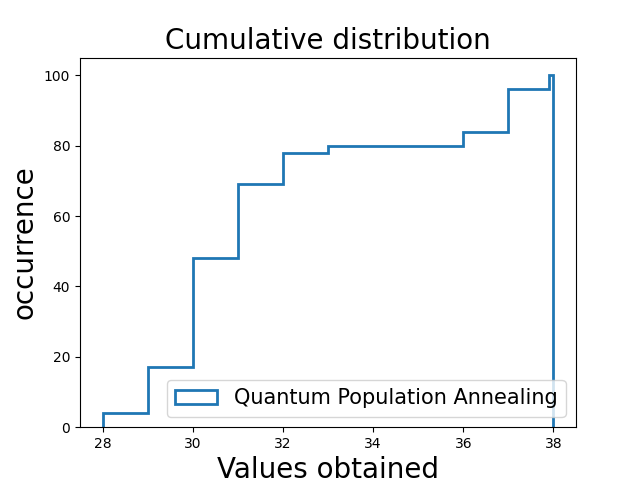 Cumulative distribution
100
80
60
40
20
0
occurrence
Quantum Population Annealing
28 30 32 34 36 38
Values obtained